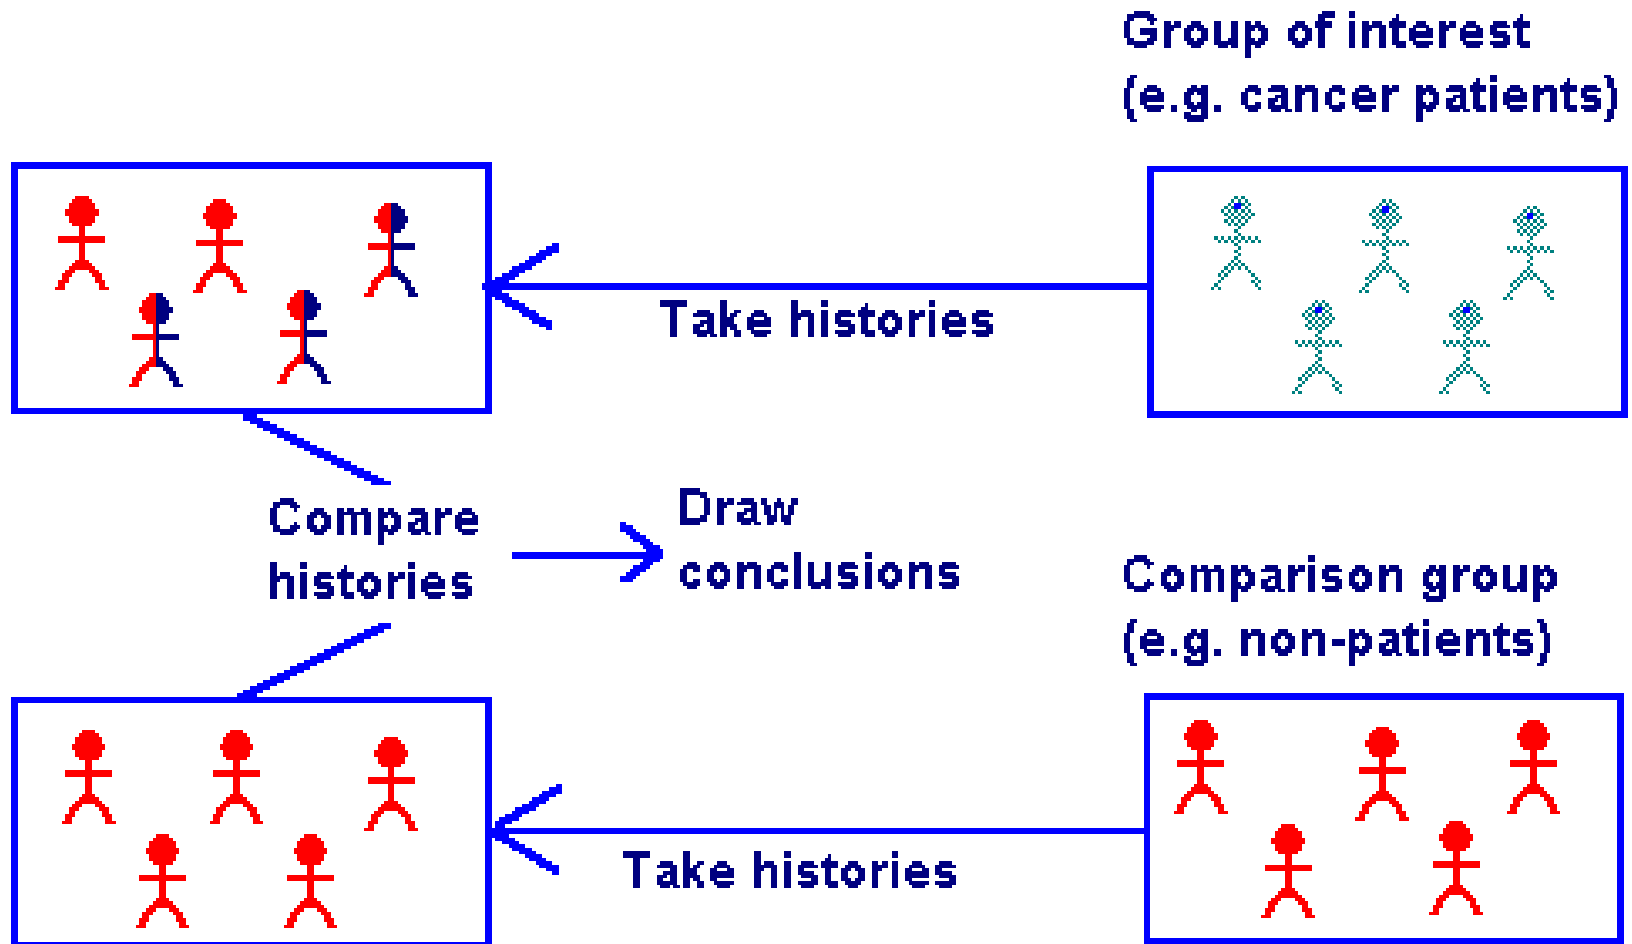 Group of interest
(e.g. cancer patients)
Take histories
Compare
histories
Draw
conclusions
Comparison group
(e.g. non-patients)
Take histories